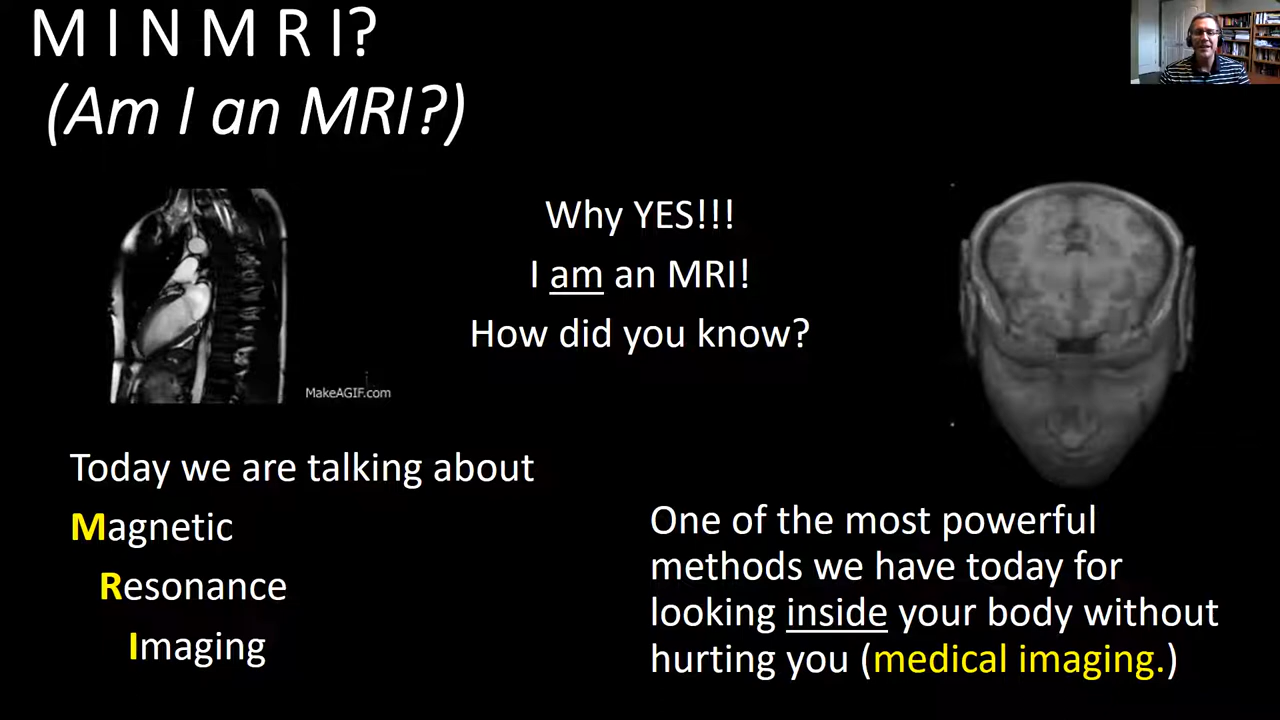 M I N M R I?
(Am I an MRI?)
Why YES!!!
I am an MRI!
How did you know?
MakeAGIF.com
Today we are talking about
Magnetic
Resonance
Imaging
One of the most powerful
methods we have today for
looking inside your body without
hurting you (medical imaging.)